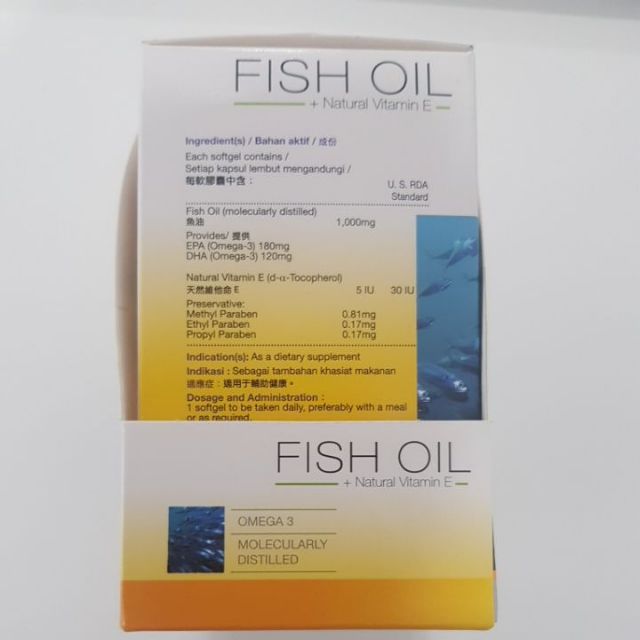 FISH OIL
+ Natural Vitamin E
Ingredient(s) / Bahan aktif / 成份
Each softgel contains /
Setiap kapsul lembut mengandungi /
每軟膠囊中含：
U. S. RDA
Standard
Fish Oil (molecularly distilled)
魚油 1,000mg
Provides/ 提供
EPA (Omega-3) 180mg
DHA (Omega-3) 120mg
Natural Vitamin E (d-α-Tocopherol)
天然維他命 E 5 IU 30 IU
Preservative:
Methyl Paraben 0.81mg
Ethyl Paraben 0.17mg
Propyl Paraben 0.17mg
Indication(s): As a dietary supplement
Indikasi : Sebagai tambahan khasiat makanan
適應症：適用于輔助健康。
Dosage and Administration :
1 softgel to be taken daily, preferably with a meal
or as required.
FISH OIL
+ Natural Vitamin E
OMEGA 3
MOLECULARLY
DISTILLED